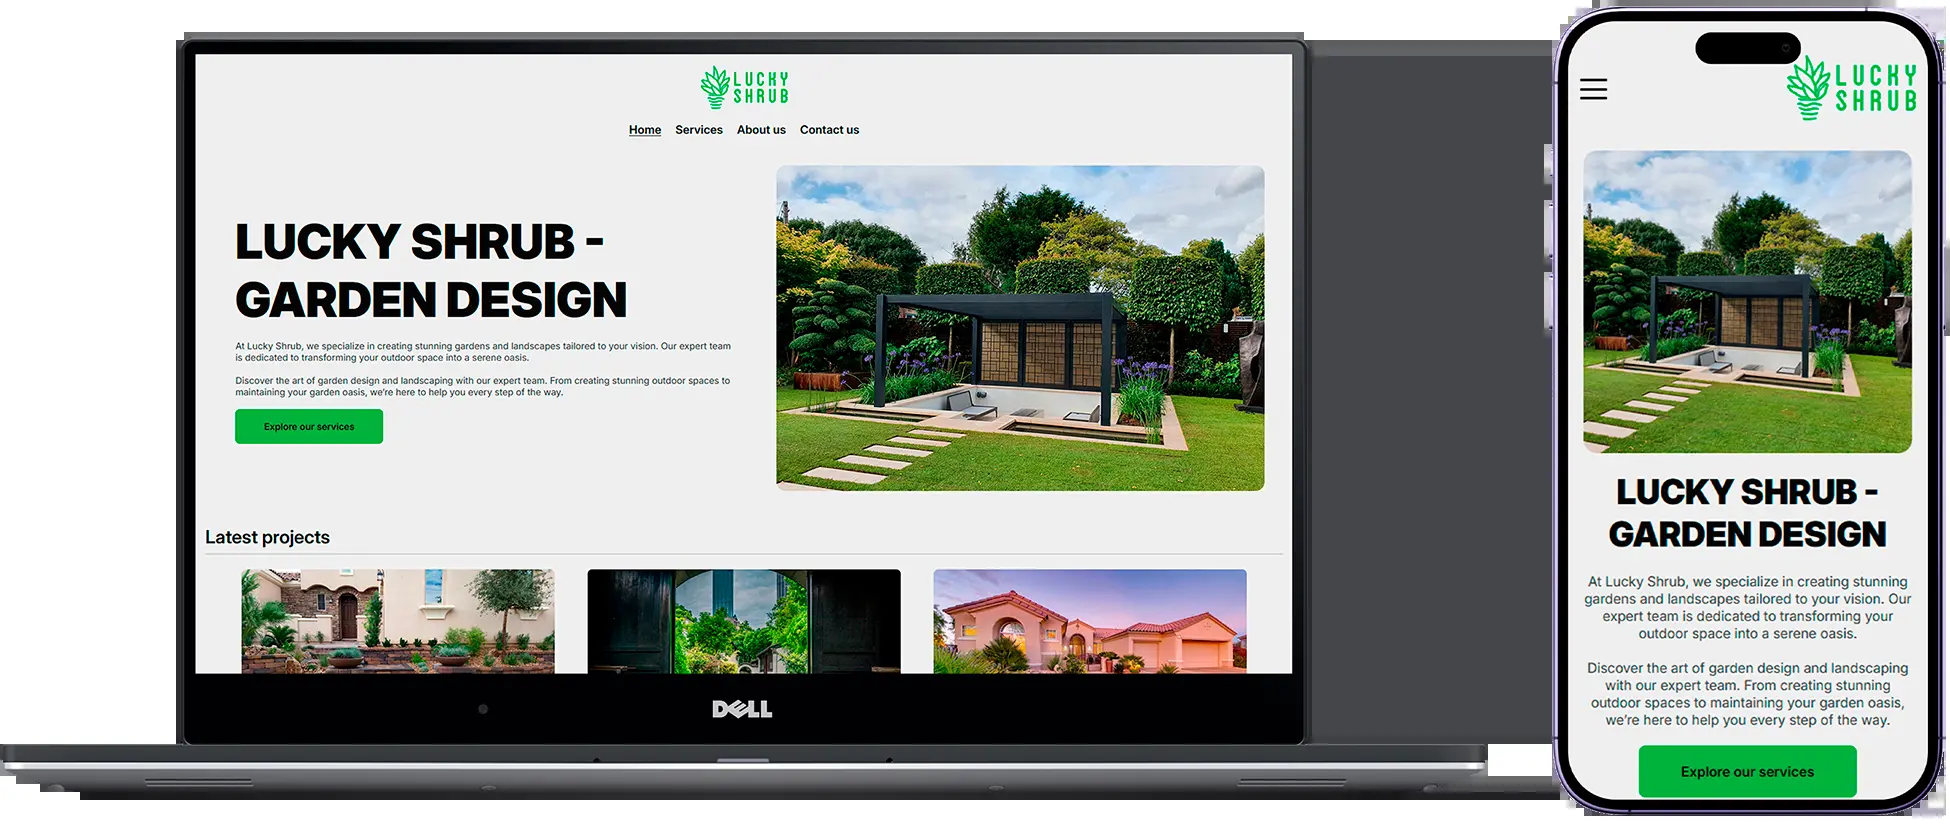 LUCKY
SHRUB
Home Services About us Contact us
LUCKY SHRUB -
GARDEN DESIGN
At Lucky Shrub, we specialize in creating stunning gardens and landscapes tailored to your vision. Our expert team
is dedicated to transforming your outdoor space into a serene oasis.
Discover the art of garden design and landscaping with our expert team. From creating stunning outdoor spaces to
maintaining your garden oasis, we're here to help you every step of the way.
Explore our services
Latest projects
DELL
LUCKY
SHRUB
LUCKY SHRUB -
GARDEN DESIGN
At Lucky Shrub, we specialize in creating stunning
gardens and landscapes tailored to your vision. Our
expert team is dedicated to transforming your
outdoor space into a serene oasis.
Discover the art of garden design and landscaping
with our expert team. From creating stunning
outdoor spaces to maintaining your garden oasis,
we're here to help you every step of the way.
Explore our services